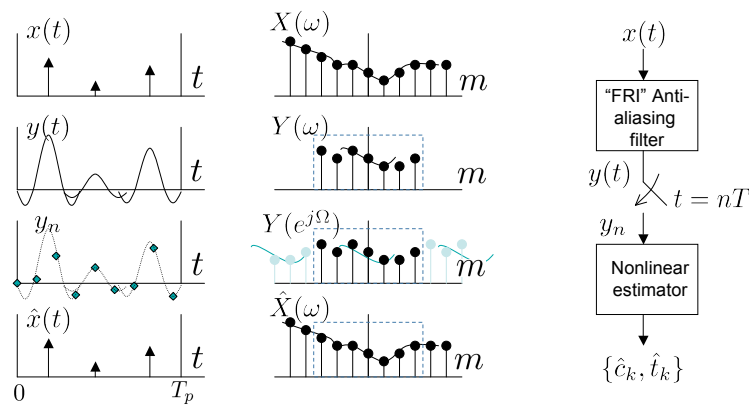 x(t)
t
y(t)
t
y_n
t
x̂(t)
t
0
T_p
X(ω)
m
Y(ω)
m
Y(e^{jΩ})
m
X̂(ω)
m
x(t)
“FRI” Anti-
aliasing
filter
y(t)
t = nT
y_n
Nonlinear
estimator
{ĉ_k, t̂_k}